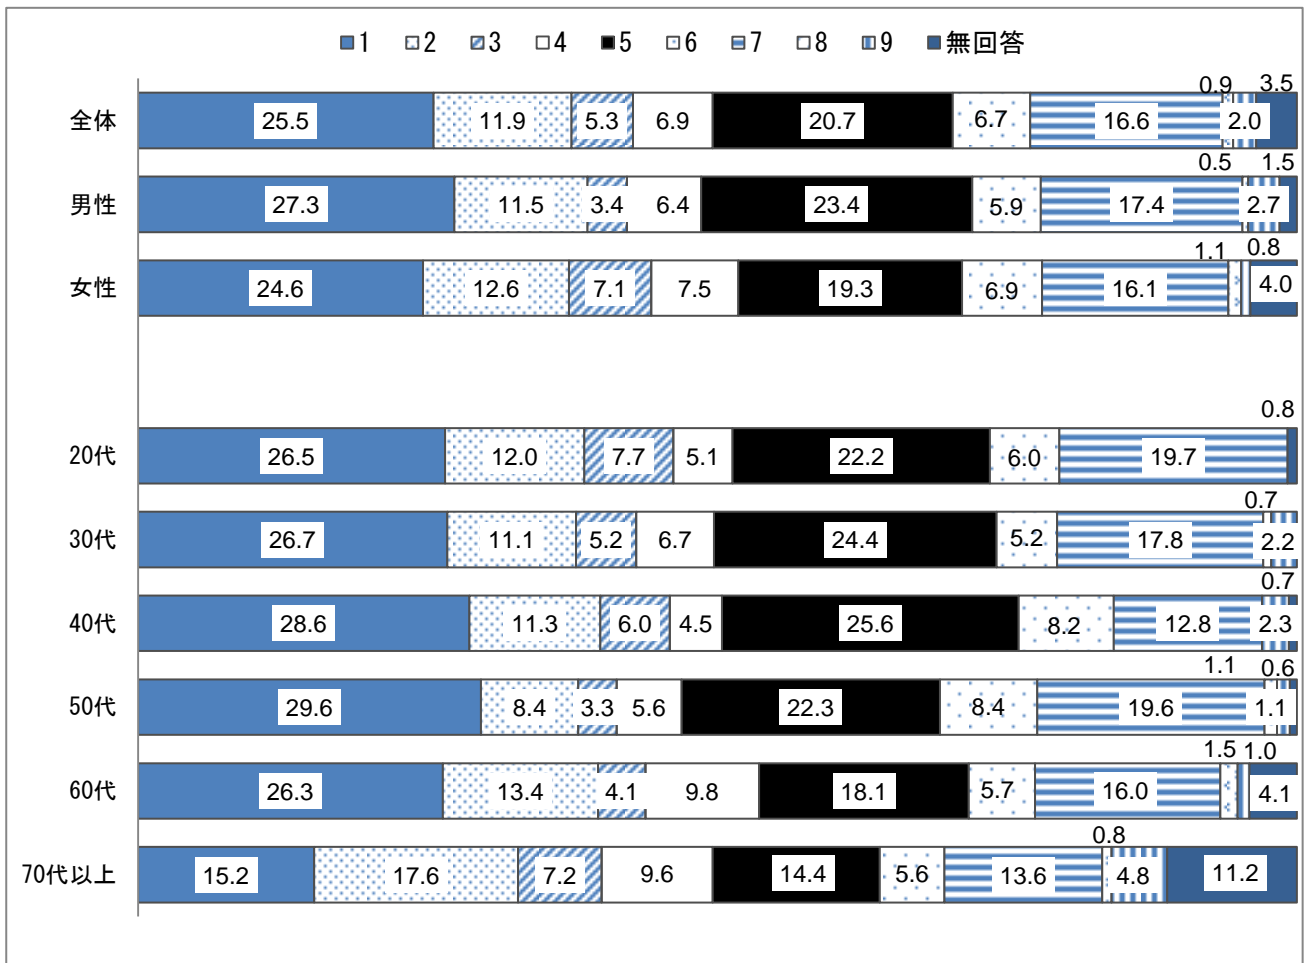 1 2 3 4 5 6 7 8 9 無回答
0.9 3.5
全体 25.5 11.9 5.3 6.9 20.7 6.7 16.6 2.0
0.5 1.5
男性 27.3 11.5 3.4 6.4 23.4 5.9 17.4 2.7
1.1 0.8
女性 24.6 12.6 7.1 7.5 19.3 6.9 16.1 4.0
0.8
20代 26.5 12.0 7.7 5.1 22.2 6.0 19.7
0.7
30代 26.7 11.1 5.2 6.7 24.4 5.2 17.8 2.2
0.7
40代 28.6 11.3 6.0 4.5 25.6 8.2 12.8 2.3
1.1 0.6
50代 29.6 8.4 3.3 5.6 22.3 8.4 19.6 1.1
1.5 1.0
60代 26.3 13.4 4.1 9.8 18.1 5.7 16.0 4.1
0.8
70代以上 15.2 17.6 7.2 9.6 14.4 5.6 13.6 4.8 11.2